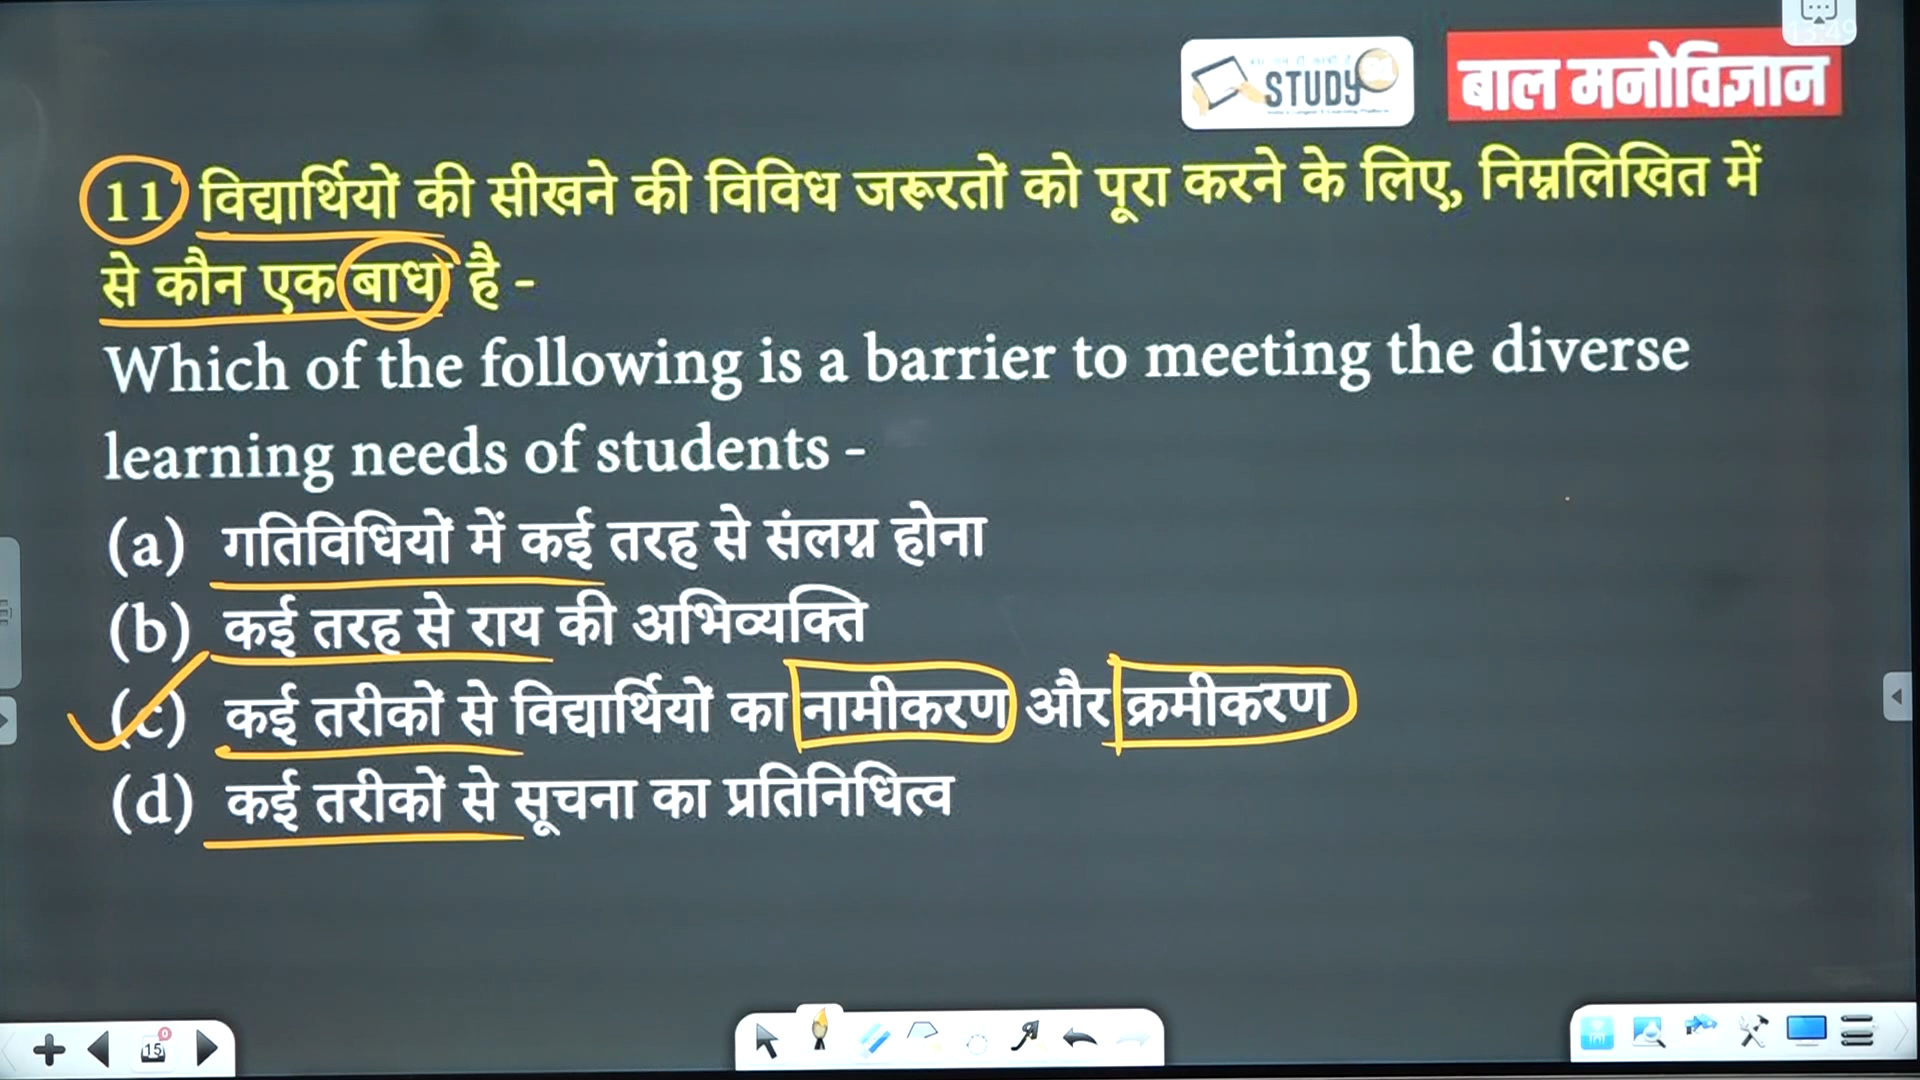 STUDY
बाल मनोविज्ञान
11 विद्यार्थियों की सीखने की विविध जरूरतों को पूरा करने के लिए, निम्नलिखित में
से कौन एक बाधा है -
Which of the following is a barrier to meeting the diverse
learning needs of students -
(a) गतिविधियों में कई तरह से संलग्न होना
(b) कई तरह से राय की अभिव्यक्ति
(c) कई तरीकों से विद्यार्थियों का नामीकरण और क्रमीकरण
(d) कई तरीकों से सूचना का प्रतिनिधित्व
15
0